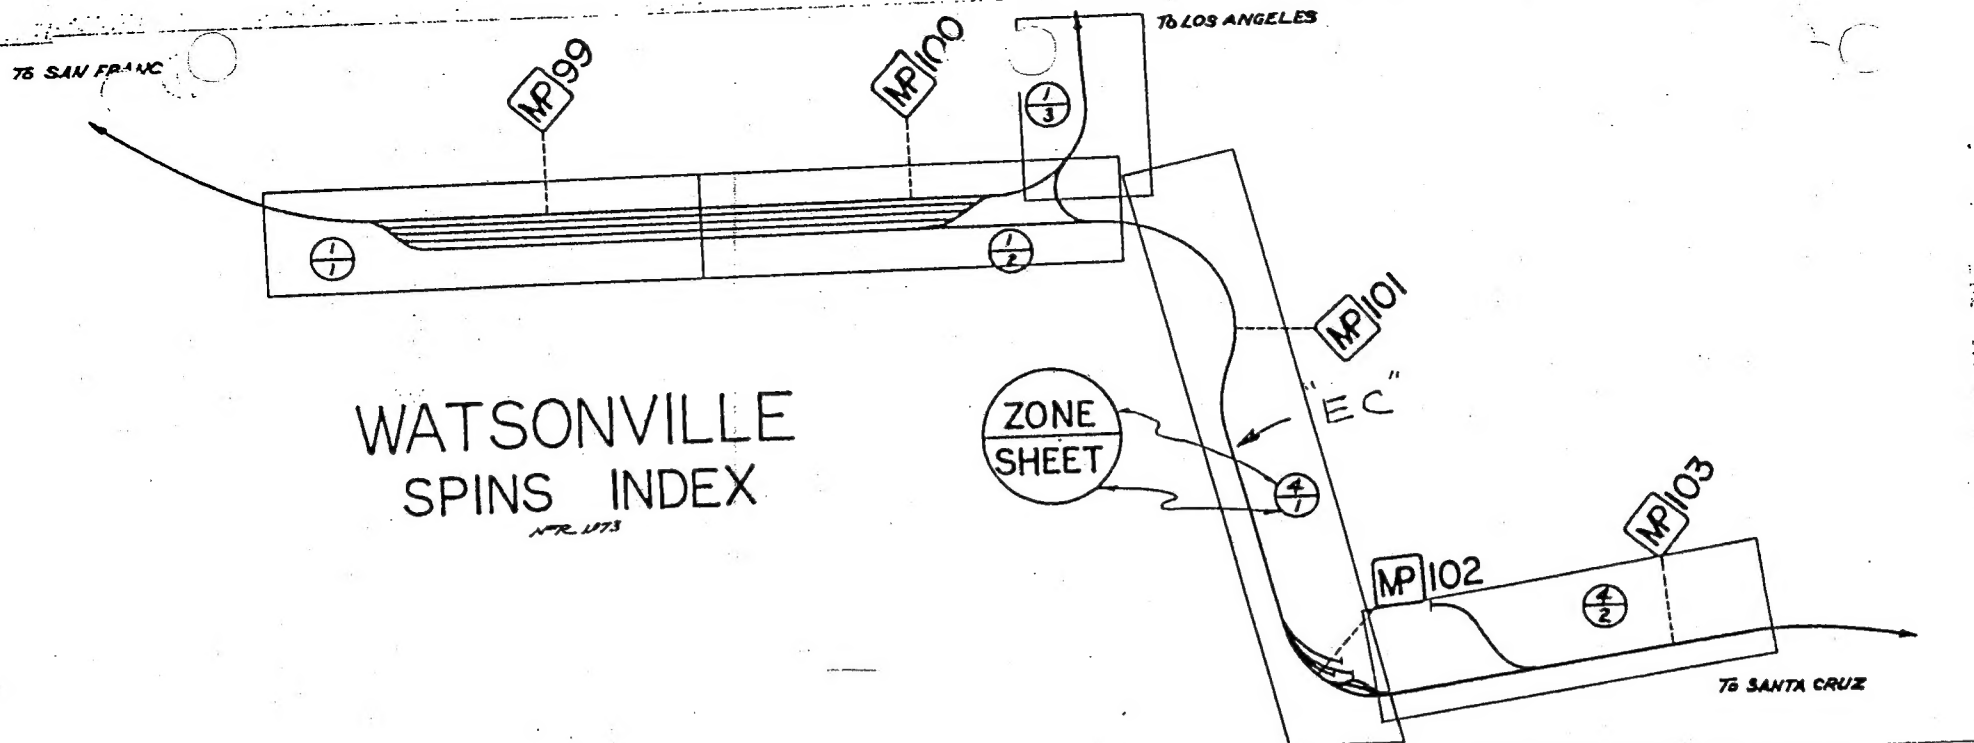 TO SAN FRANC
MP 99
MP 100
TO LOS ANGELES
1
3
1
1
1
2
MP 101
"EC"
WATSONVILLE
SPINS INDEX
ZONE
SHEET
4
1
MP 102
4
2
MP 103
TO SANTA CRUZ